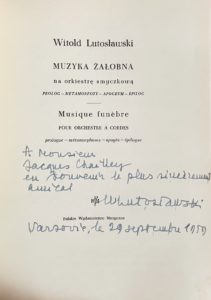 Witold Lutosławski
MUZYKA ŻAŁOBNA
na orkiestrę smyczkową
PROLOG – METAMORFOZY – APOGEUM – EPILOG
Musique funèbre
POUR ORCHESTRE A CORDES
prologue – métamorphoses – apogée – épilogue
A Monsieur
Jacques Chailley
en souvenir le plus sincèrement
amical
WLutosławski
Polskie Wydawnictwo Muzyczne
Varsovie, le 29 septembre 1959